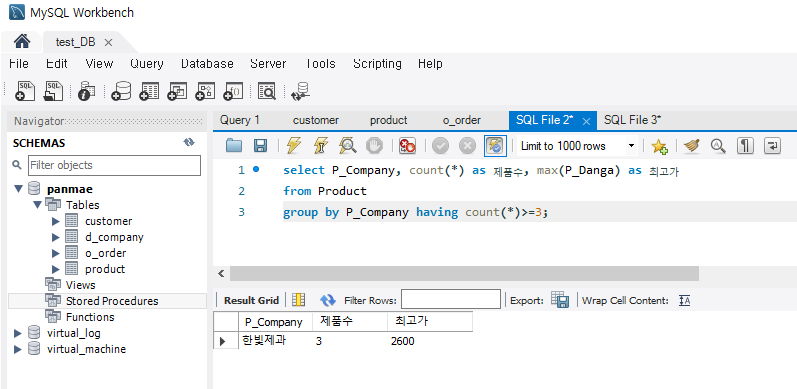 MySQL Workbench
test_DB ×
File Edit View Query Database Server Tools Scripting Help
Navigator
SCHEMAS
Filter objects
panmae
Tables
customer
d_company
o_order
product
Views
Stored Procedures
Functions
virtual_log
virtual_machine
Query 1 customer product o_order SQL File 2* × SQL File 3*
Limit to 1000 rows
1 select P_Company, count(*) as 제품수, max(P_Danga) as 최고가
2 from Product
3 group by P_Company having count(*)>=3;
Result Grid Filter Rows: Export: Wrap Cell Content:
P_Company 제품수 최고가
한빛제과 3 2600